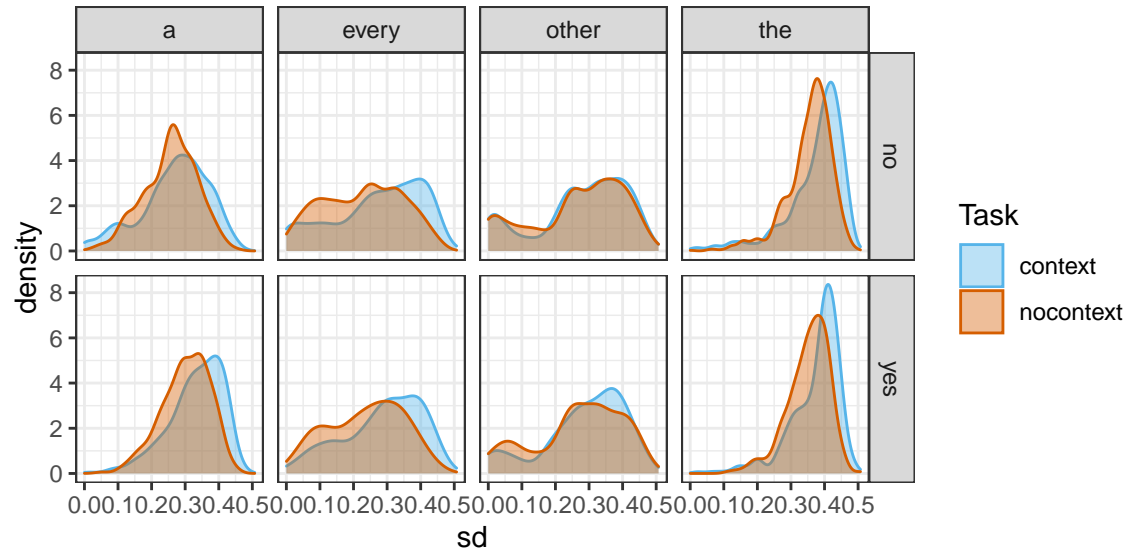 a every other the
8
6
4
2
0
no
8
6
4
2
0
yes
density
0.00.10.20.30.40.50.00.10.20.30.40.50.00.10.20.30.40.50.00.10.20.30.40.5
sd
Task
context
nocontext